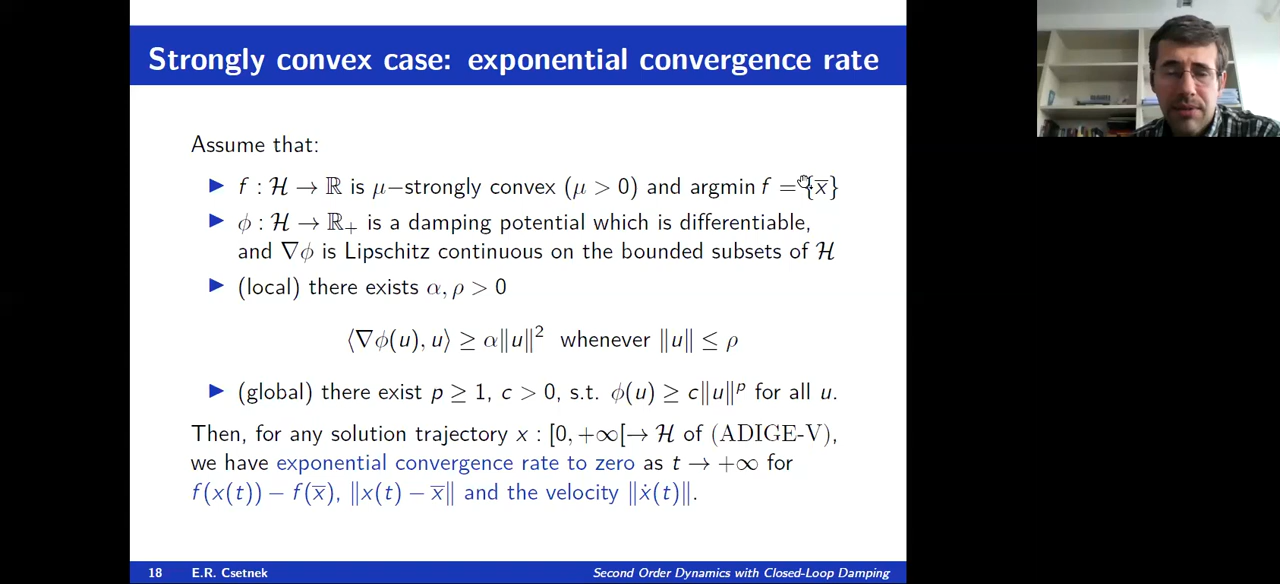 Strongly convex case: exponential convergence rate
Assume that:
▶ f : ℋ → ℝ is μ−strongly convex (μ > 0) and argmin f = {x̅}
▶ ϕ : ℋ → ℝ₊ is a damping potential which is differentiable,
and ∇ϕ is Lipschitz continuous on the bounded subsets of ℋ
▶ (local) there exists α, ρ > 0
⟨∇ϕ(u), u⟩ ≥ α‖u‖² whenever ‖u‖ ≤ ρ
▶ (global) there exist p ≥ 1, c > 0, s.t. ϕ(u) ≥ c‖u‖ᵖ for all u.
Then, for any solution trajectory x : [0, +∞[→ ℋ of (ADIGE-V),
we have exponential convergence rate to zero as t → +∞ for
f(x(t)) − f(x̅), ‖x(t) − x̅‖ and the velocity ‖ẋ(t)‖.
18 E.R. Csetnek Second Order Dynamics with Closed-Loop Damping